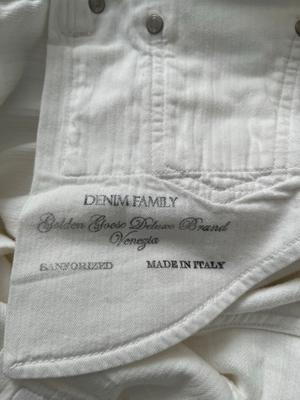 DENIM FAMILY
Golden Goose Deluxe Brand
Venezia
SANFORIZED MADE IN ITALY